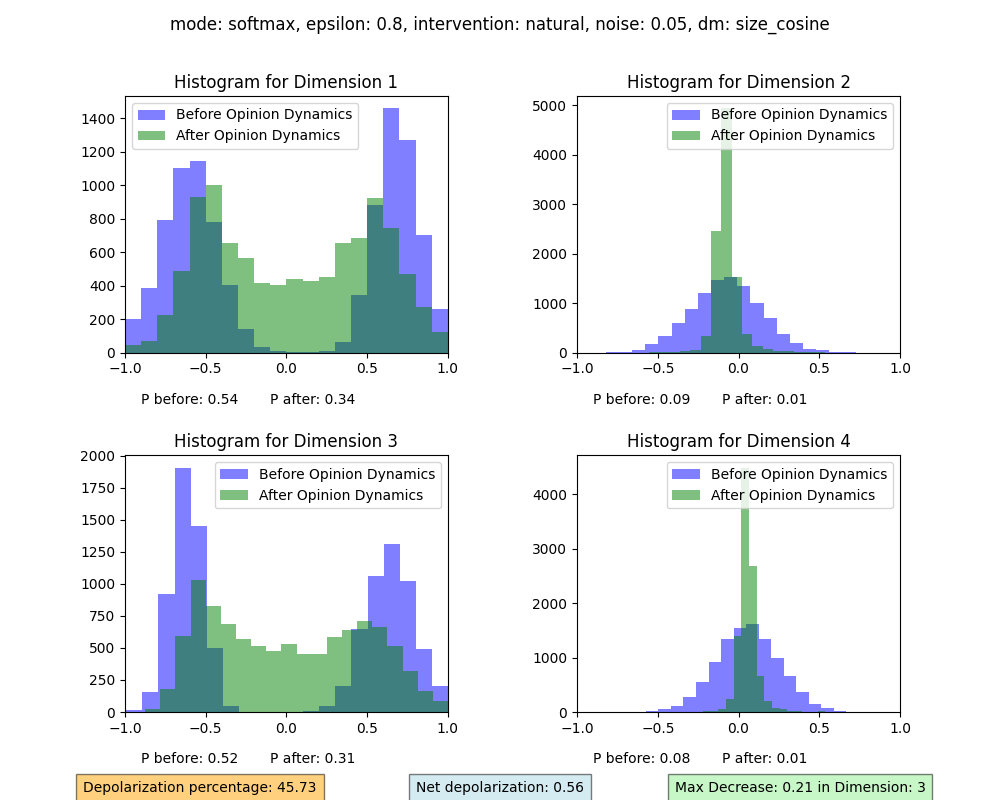 mode: softmax, epsilon: 0.8, intervention: natural, noise: 0.05, dm: size_cosine
Histogram for Dimension 1
Before Opinion Dynamics
After Opinion Dynamics
1400
1200
1000
800
600
400
200
0
−1.0 −0.5 0.0 0.5 1.0
P before: 0.54 P after: 0.34
Histogram for Dimension 2
Before Opinion Dynamics
After Opinion Dynamics
5000
4000
3000
2000
1000
0
−1.0 −0.5 0.0 0.5 1.0
P before: 0.09 P after: 0.01
Histogram for Dimension 3
Before Opinion Dynamics
After Opinion Dynamics
2000
1750
1500
1250
1000
750
500
250
0
−1.0 −0.5 0.0 0.5 1.0
P before: 0.52 P after: 0.31
Histogram for Dimension 4
Before Opinion Dynamics
After Opinion Dynamics
4000
3000
2000
1000
0
−1.0 −0.5 0.0 0.5 1.0
P before: 0.08 P after: 0.01
Depolarization percentage: 45.73
Net depolarization: 0.56
Max Decrease: 0.21 in Dimension: 3